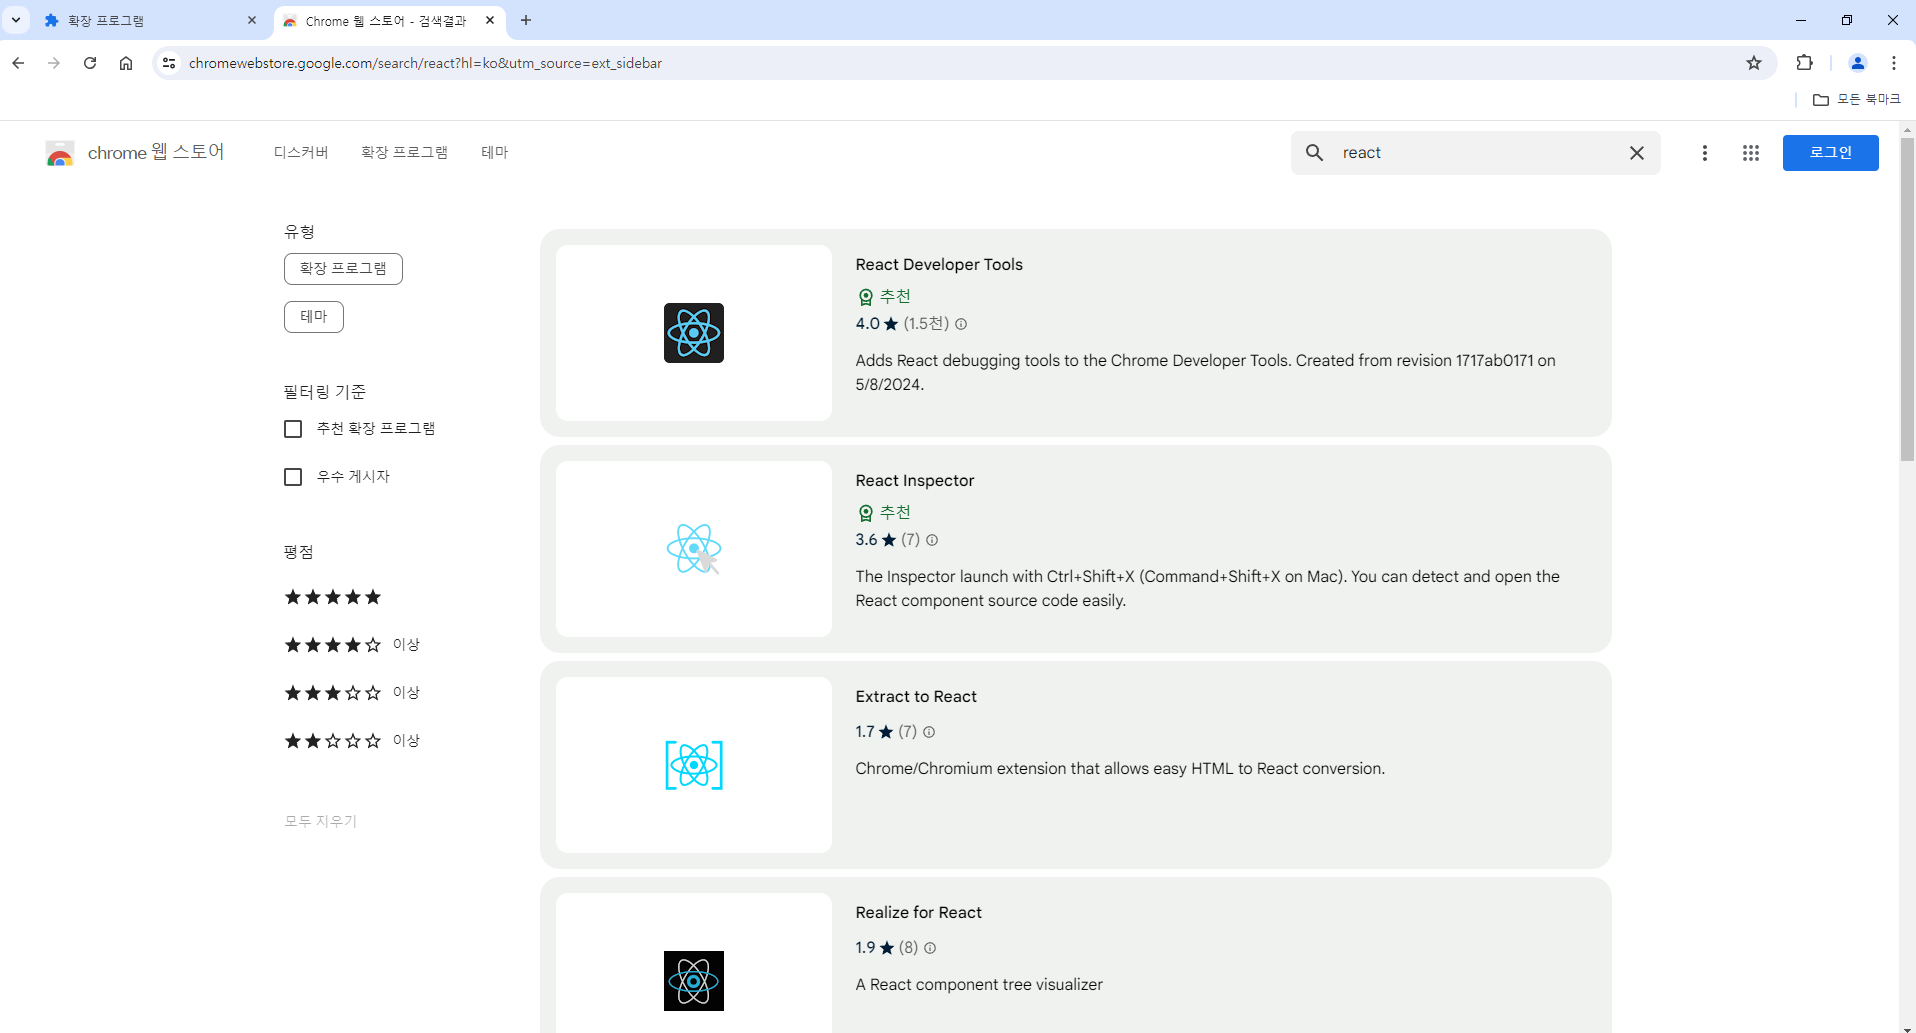 확장 프로그램
Chrome 웹 스토어 - 검색결과
chromewebstore.google.com/search/react?hl=ko&utm_source=ext_sidebar
모든 북마크
chrome 웹 스토어
디스커버
확장 프로그램
테마
react
로그인
유형
확장 프로그램
테마
필터링 기준
추천 확장 프로그램
우수 게시자
평점
이상
이상
이상
모두 지우기
React Developer Tools
추천
4.0 ★ (1.5천)
Adds React debugging tools to the Chrome Developer Tools. Created from revision 1717ab0171 on
5/8/2024.
React Inspector
추천
3.6 ★ (7)
The Inspector launch with Ctrl+Shift+X (Command+Shift+X on Mac). You can detect and open the
React component source code easily.
Extract to React
1.7 ★ (7)
Chrome/Chromium extension that allows easy HTML to React conversion.
Realize for React
1.9 ★ (8)
A React component tree visualizer